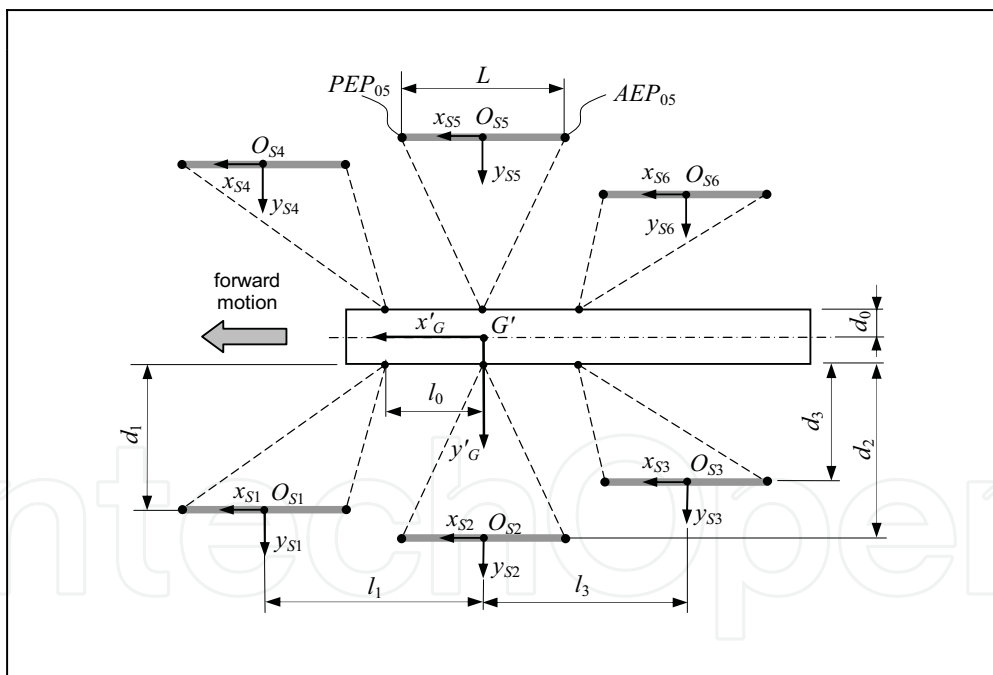 L
PEP05
AEP05
xS5 OS5
yS5
OS4
xS4
yS4
xS6 OS6
yS6
forward
motion
x'G G'
d0
l0
y'G
d1
d3
d2
xS1 OS1
yS1
xS2 OS2
yS2
xS3 OS3
yS3
l1
l3
ntechOpen